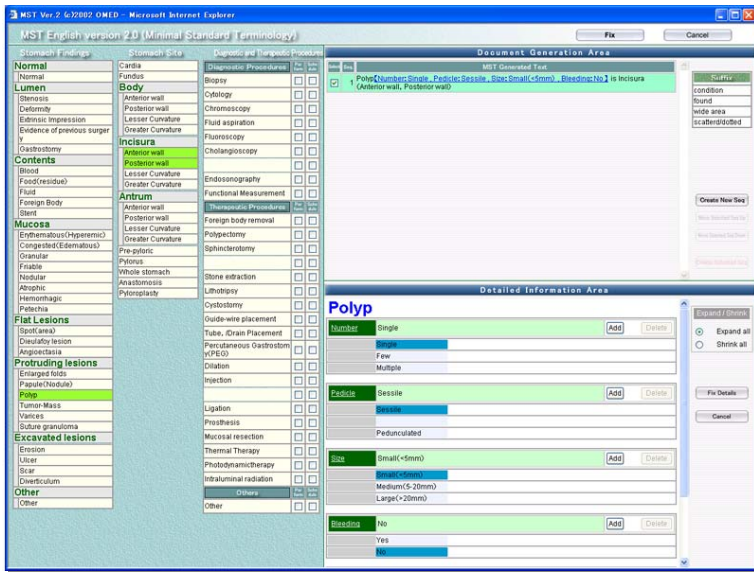 MST Ver.2 (c)2002 OMED - Microsoft Internet Explorer
MST English version 2.0 (Minimal Standard Terminology)
Fix
Cancel
Stomach Findings
Normal
Normal
Lumen
Stenosis
Deformity
Extrinsic Impression
Evidence of previous surger
y
Gastrostomy
Contents
Blood
Food(residue)
Fluid
Foreign Body
Stent
Mucosa
Erythematous(Hyperemic)
Congested(Edematous)
Granular
Friable
Nodular
Atrophic
Hemorrhagic
Petechia
Flat Lesions
Spot(area)
Dieulafoy lesion
Angioectasia
Protruding lesions
Enlarged folds
Papule(Nodule)
Polyp
Tumor-Mass
Varices
Suture granuloma
Excavated lesions
Erosion
Ulcer
Scar
Diverticulum
Other
Other
Stomach Site
Cardia
Fundus
Body
Anterior wall
Posterior wall
Lesser Curvature
Greater Curvature
Incisura
Anterior wall
Posterior wall
Lesser Curvature
Greater Curvature
Antrum
Anterior wall
Posterior wall
Lesser Curvature
Greater Curvature
Pre-pyloric
Pylorus
Whole stomach
Anastomosis
Pyloroplasty
Diagnostic and Therapeutic Procedures
Diagnostic Procedures
Biopsy
Cytology
Chromoscopy
Fluid aspiration
Fluoroscopy
Cholangioscopy
Endosonography
Functional Measurement
Therapeutic Procedures
Foreign body removal
Polypectomy
Sphincterotomy
Stone extraction
Lithotripsy
Cystostomy
Guide-wire placement
Tube, /Drain Placement
Percutaneous Gastrostom
y(PEG)
Dilation
Injection
Ligation
Prosthesis
Mucosal resection
Thermal Therapy
Photodynamictherapy
Intraluminal radiation
Others
Other
Document Generation Area
Seq
MST Generated Text
1 Polyp【Number: Single , Pedicle: Sessile , Size: Small(<5mm) , Bleeding: No 】 is Incisura
(Anterior wall, Posterior wall)
Suffix
condition
found
wide area
scatterd/dotted
Create New Seq
Detailed Information Area
Polyp
Number Single Add Delete
Single
Few
Multiple
Pedicle Sessile Add Delete
Sessile
Pedunculated
Size Small(<5mm) Add Delete
Small(<5mm)
Medium(5-20mm)
Large(>20mm)
Bleeding No Add Delete
Yes
No
Expand / Shrink
Expand all
Shrink all
Fix Details
Cancel